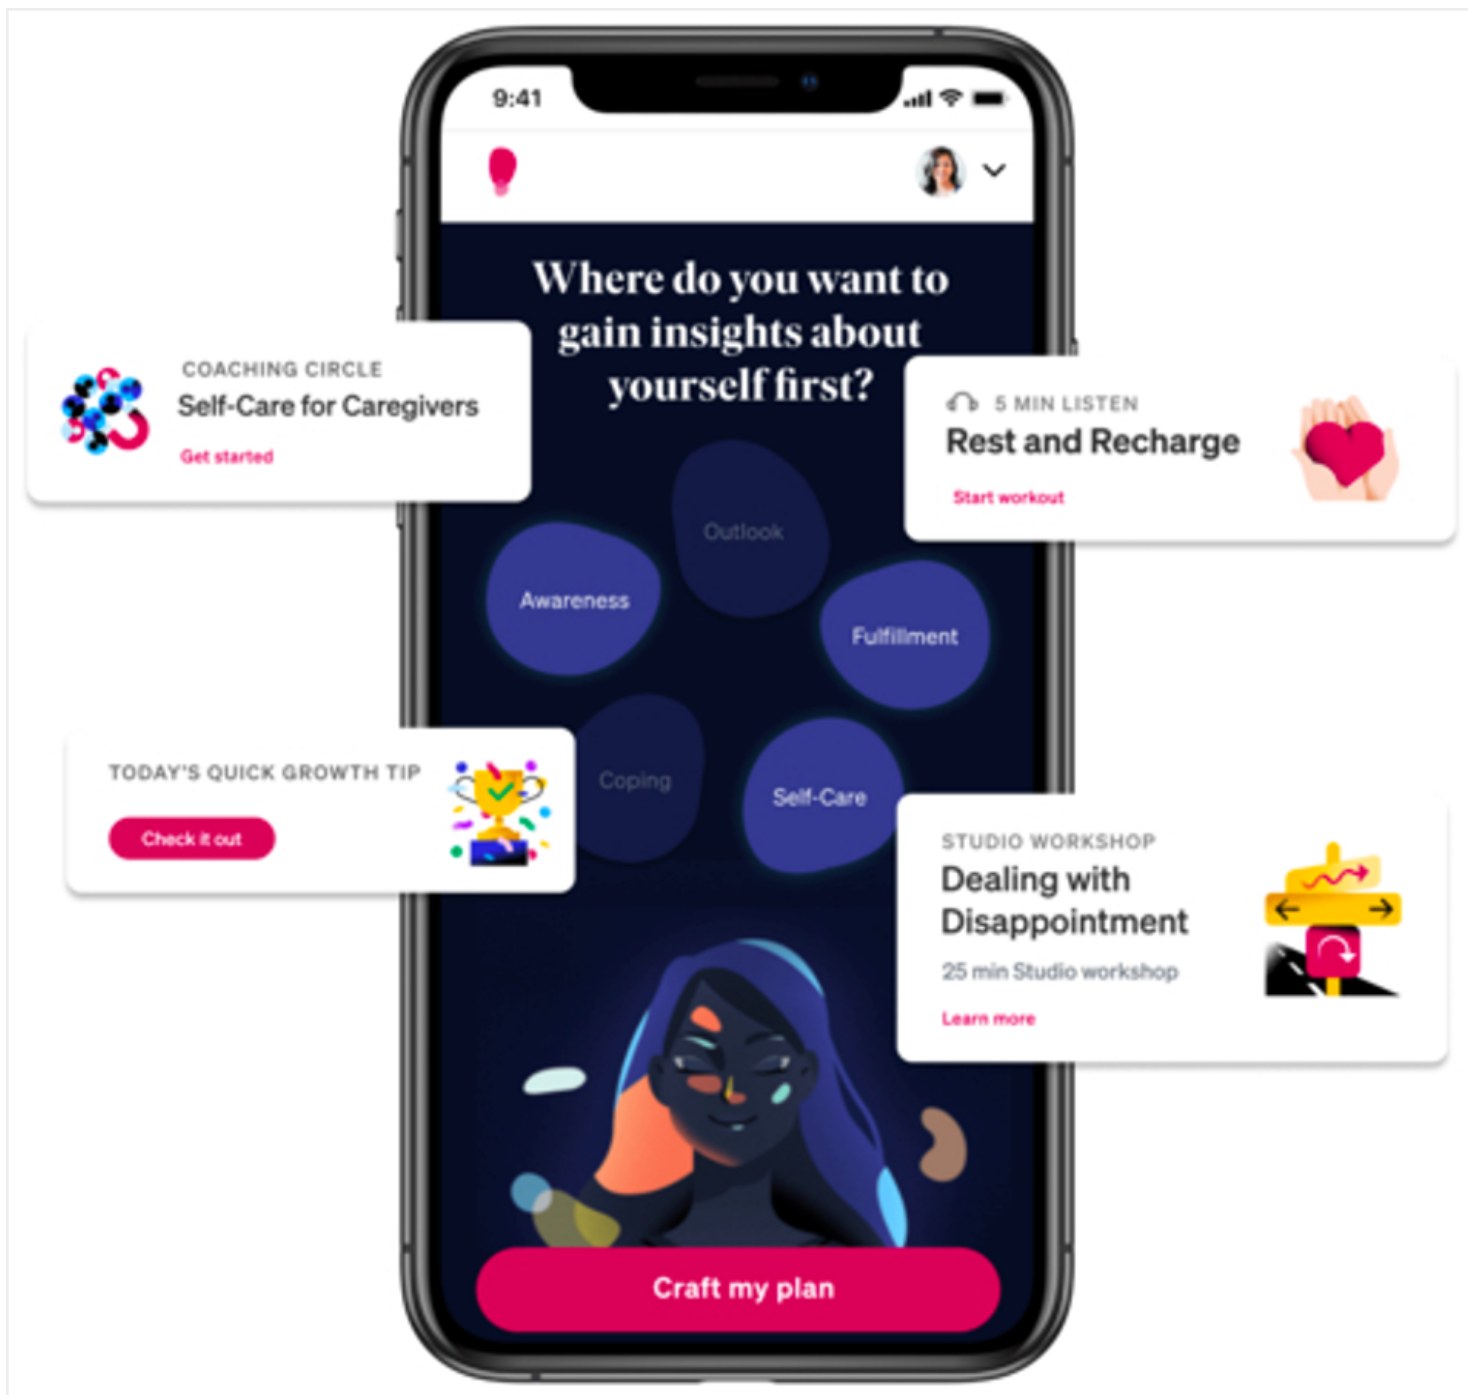 9:41
Where do you want to
gain insights about
yourself first?
COACHING CIRCLE
Self-Care for Caregivers
Get started
5 MIN LISTEN
Rest and Recharge
Start workout
Outlook
Awareness
Fulfillment
Coping
Self-Care
TODAY'S QUICK GROWTH TIP
Check it out
STUDIO WORKSHOP
Dealing with
Disappointment
25 min Studio workshop
Learn more
Craft my plan